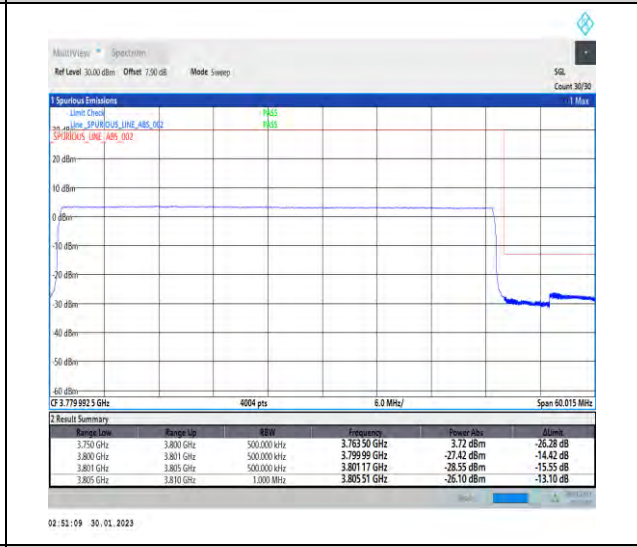 MultiView Spectrum
Ref Level 30.00 dBm Offset 7.90 dB Mode Sweep SGL
Count 30/30
1 Spurious Emissions 1 Max
Limit Check PASS
Line _SPURIOUS_LINE_ABS_002 PASS
_SPURIOUS_LINE_ABS_002
20 dBm
10 dBm
0 dBm
-10 dBm
-20 dBm
-30 dBm
-40 dBm
-50 dBm
-60 dBm
CF 3.779 992 5 GHz 4004 pts 6.0 MHz/ Span 60.015 MHz
2 Result Summary
Range Low Range Up RBW Frequency Power Abs ΔLimit
3.750 GHz 3.800 GHz 500.000 kHz 3.763 50 GHz 3.72 dBm -26.28 dB
3.800 GHz 3.801 GHz 500.000 kHz 3.799 99 GHz -27.42 dBm -14.42 dB
3.801 GHz 3.805 GHz 500.000 kHz 3.801 17 GHz -28.55 dBm -15.55 dB
3.805 GHz 3.810 GHz 1.000 MHz 3.805 51 GHz -26.10 dBm -13.10 dB
02:51:09 30.01.2023